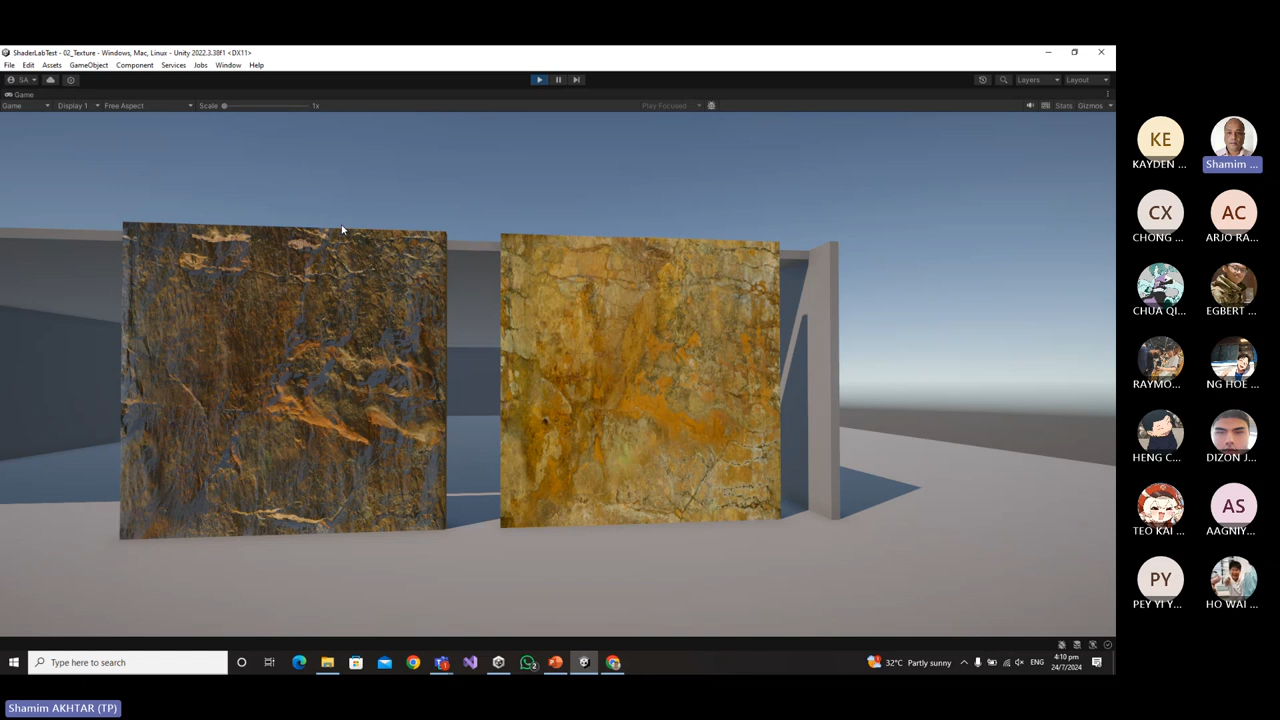 ShaderLabTest - 02_Texture - Windows, Mac, Linux - Unity 2022.3.38f1 <DX11>
File Edit Assets GameObject Component Services Jobs Window Help
SA Layers Layout
Game
Game Display 1 Free Aspect Scale 1x Play Focused Stats Gizmos
KE
KAYDEN ...
Shamim ...
CX
CHONG ...
AC
ARJO RA...
CHUA QI...
EGBERT ...
RAYMO...
NG HOE ...
HENG C...
DIZON J...
TEO KAI ...
AS
AAGNIY...
PY
PEY YI Y...
HO WAI ...
Type here to search
2
32°C Partly sunny
ENG
4:10 pm
24/7/2024
Shamim AKHTAR (TP)